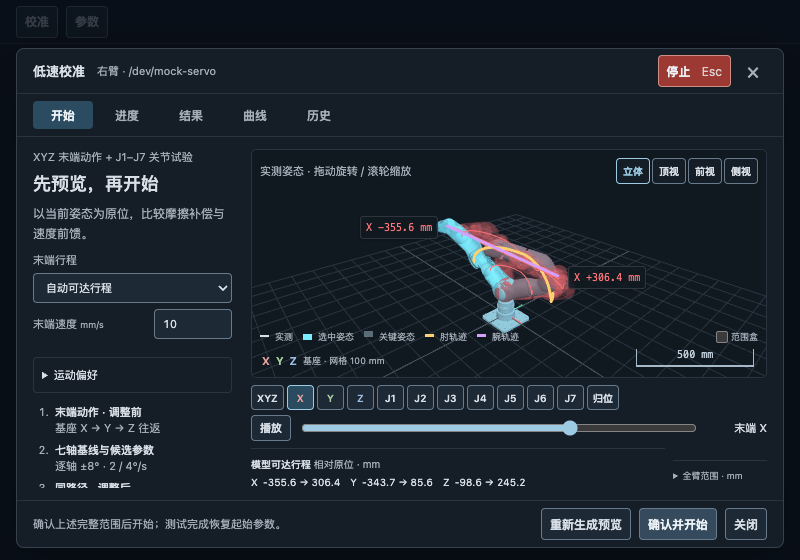 校准 参数
低速校准 右臂 · /dev/mock-servo 停止 Esc ×
开始 进度 结果 曲线 历史
XYZ 末端动作 + J1–J7 关节试验
先预览，再开始
以当前姿态为原位，比较摩擦补偿与
速度前馈。
末端行程
自动可达行程
末端速度 mm/s 10
运动偏好
1. 末端动作 · 调整前
基座 X → Y → Z 往返
2. 七轴基线与候选参数
逐轴 ±8° · 2 / 4°/s
实测姿态 · 拖动旋转 / 滚轮缩放 立体 顶视 前视 侧视
X -355.6 mm
X +306.4 mm
实测 选中姿态 关键姿态 肘轨迹 腕轨迹 范围盒
X Y Z 基座 · 网格 100 mm 500 mm
XYZ X Y Z J1 J2 J3 J4 J5 J6 J7 归位
播放 末端 X
模型可达行程 相对原位 · mm
X -355.6 → 306.4 Y -343.7 → 85.6 Z -98.6 → 245.2
全臂范围 · mm
确认上述完整范围后开始；测试完成恢复起始参数。 重新生成预览 确认并开始 关闭